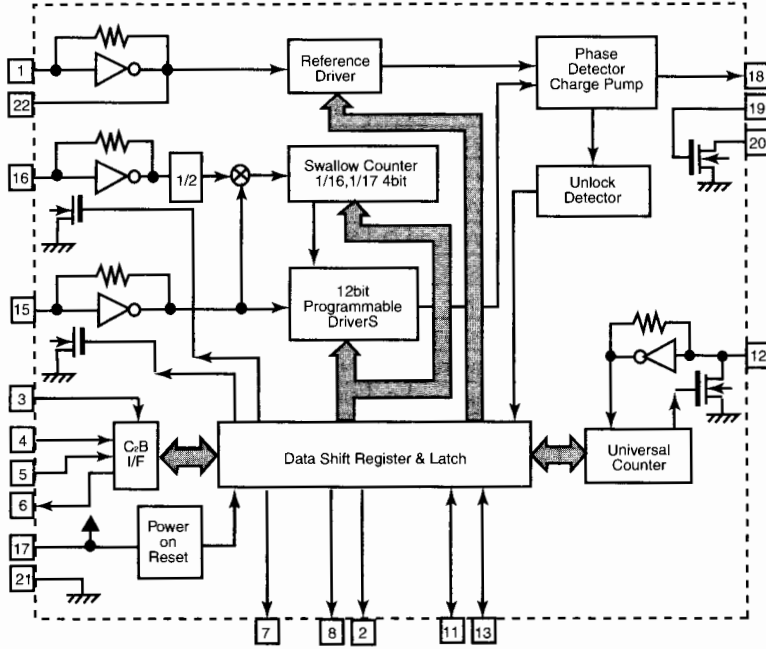 1
22
Reference
Driver
Phase
Detector
Charge Pump
18
19
20
16
1/2
Swallow Counter
1/16,1/17 4bit
Unlock
Detector
15
12bit
Programmable
DriverS
12
3
4
5
6
C2B
I/F
Data Shift Register & Latch
Universal
Counter
17
Power
on
Reset
21
7
8
2
11
13